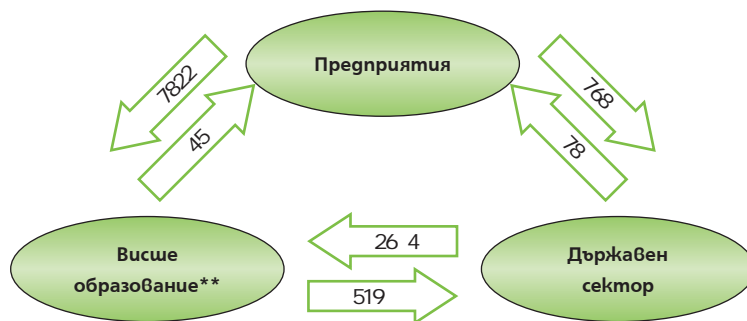 Предприятия
7822
45
768
78
26 4
519
Висше
образование**
Държавен
сектор